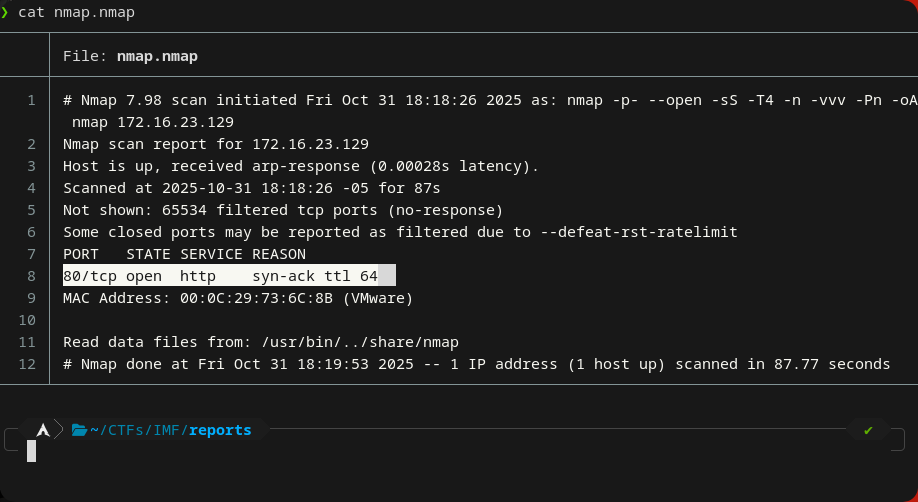 ❯ cat nmap.nmap
File: nmap.nmap
1 # Nmap 7.98 scan initiated Fri Oct 31 18:18:26 2025 as: nmap -p- --open -sS -T4 -n -vvv -Pn -oA
nmap 172.16.23.129
2 Nmap scan report for 172.16.23.129
3 Host is up, received arp-response (0.00028s latency).
4 Scanned at 2025-10-31 18:18:26 -05 for 87s
5 Not shown: 65534 filtered tcp ports (no-response)
6 Some closed ports may be reported as filtered due to --defeat-rst-ratelimit
7 PORT   STATE SERVICE REASON
8 80/tcp open  http    syn-ack ttl 64
9 MAC Address: 00:0C:29:73:6C:8B (VMware)
10
11 Read data files from: /usr/bin/../share/nmap
12 # Nmap done at Fri Oct 31 18:19:53 2025 -- 1 IP address (1 host up) scanned in 87.77 seconds
~/CTFs/IMF/reports ✔